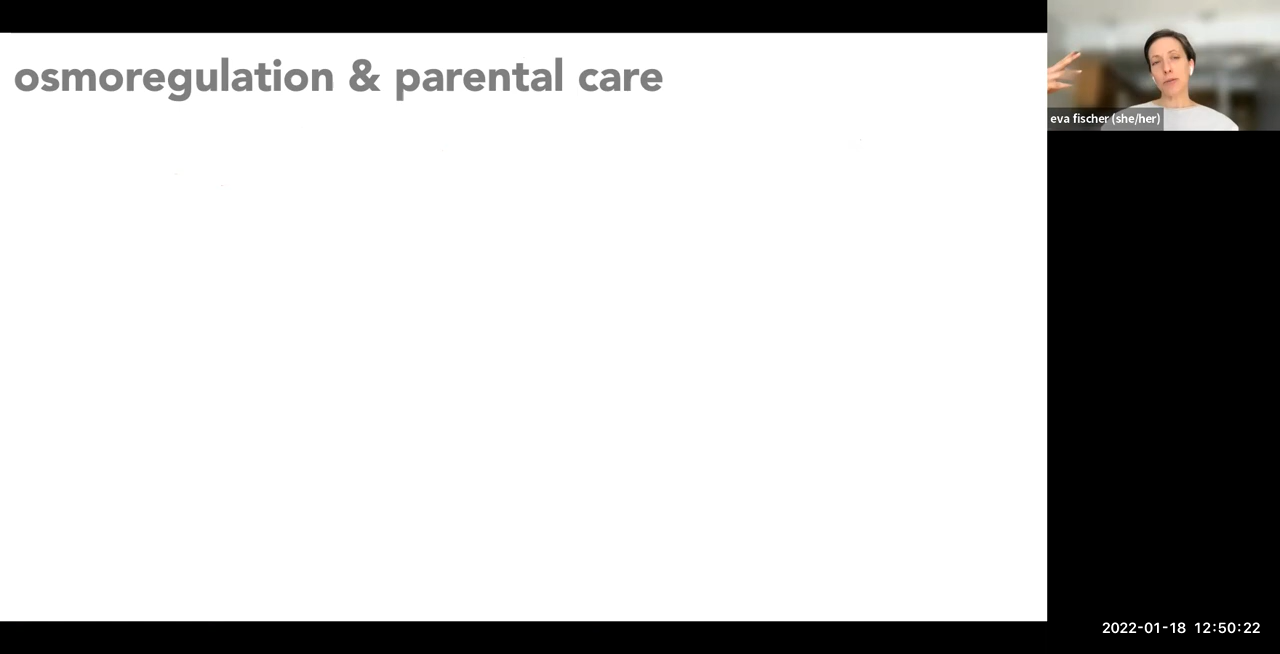 osmoregulation & parental care
eva fischer (she/her)
2022-01-18 12:50:22